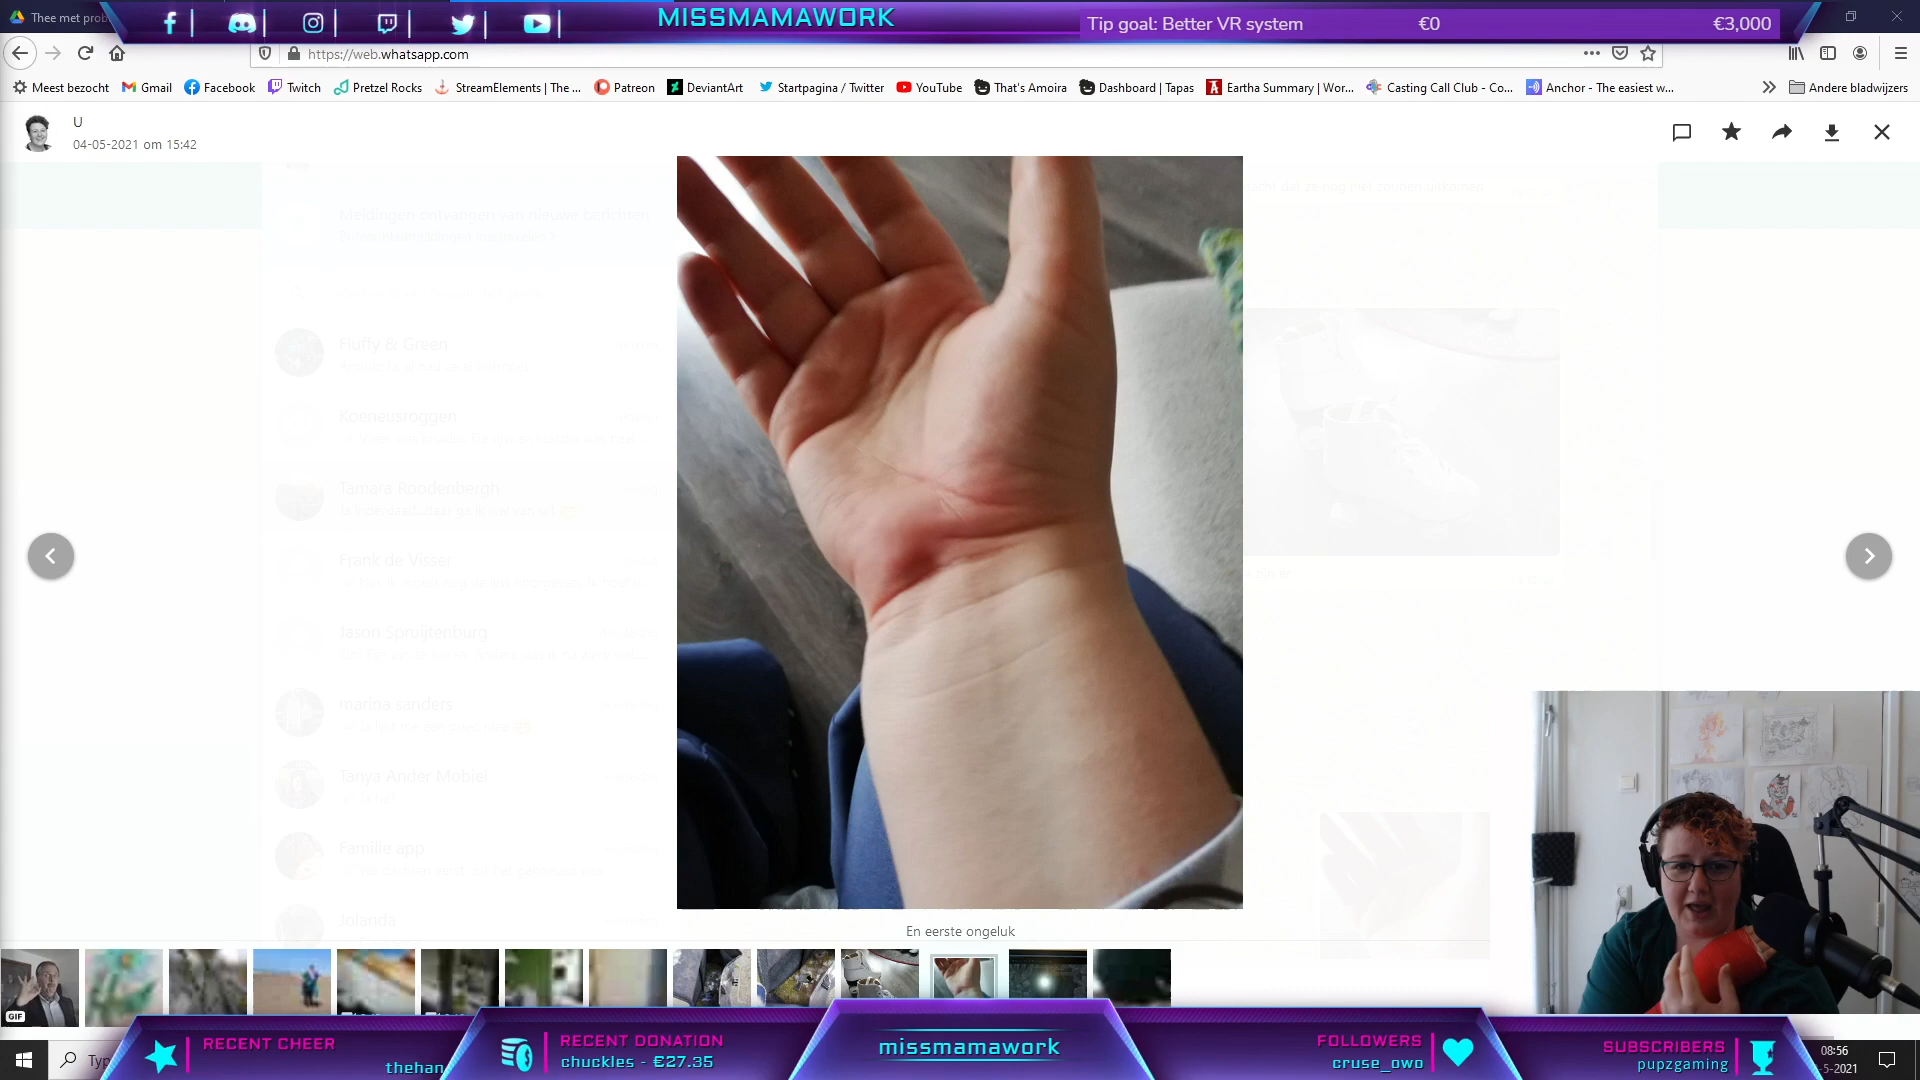 Thee met prob
MISSMAMAWORK
Tip goal: Better VR system
€0
€3,000
https://web.whatsapp.com
Meest bezocht
Gmail
Facebook
Twitch
Pretzel Rocks
StreamElements | The ...
Patreon
DeviantArt
Startpagina / Twitter
YouTube
That's Amoira
Dashboard | Tapas
Eartha Summary | Wor...
Casting Call Club - Co...
Anchor - The easiest w...
Andere bladwijzers
U
04-05-2021 om 15:42
Meldingen ontvangen van nieuwe berichten
Fluffy & Green
Koeneusroggen
Tamara Roodenbergh
Frank de Visser
Jason Spruijtenburg
marina sanders
Tanya Ander Mobiel
Familie app
Jolanda
En eerste ongeluk
GIF
RECENT CHEER
thehan
RECENT DONATION
chuckles - €27.35
missmamawork
FOLLOWERS
cruse_owo
SUBSCRIBERS
pupzgaming
Typ
08:56
-5-2021